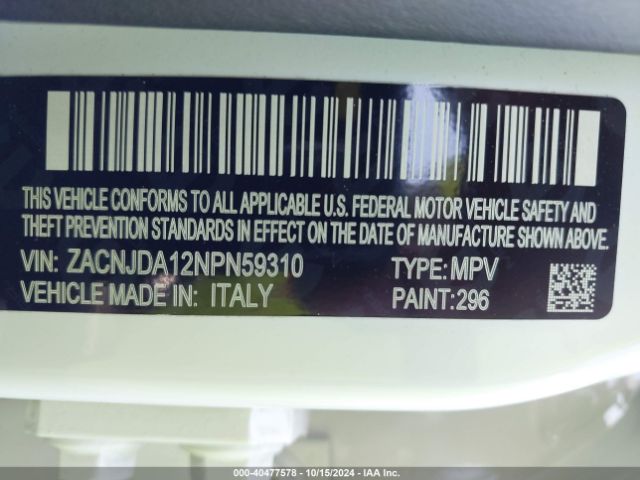 THIS VEHICLE CONFORMS TO ALL APPLICABLE U.S. FEDERAL MOTOR VEHICLE SAFETY AND
THEFT PREVENTION STANDARDS IN EFFECT ON THE DATE OF MANUFACTURE SHOWN ABOVE.
VIN: ZACNJDA12NPN59310 TYPE: MPV
VEHICLE MADE IN: ITALY PAINT: 296
000-40477578 - 10/15/2024 - IAAI.com